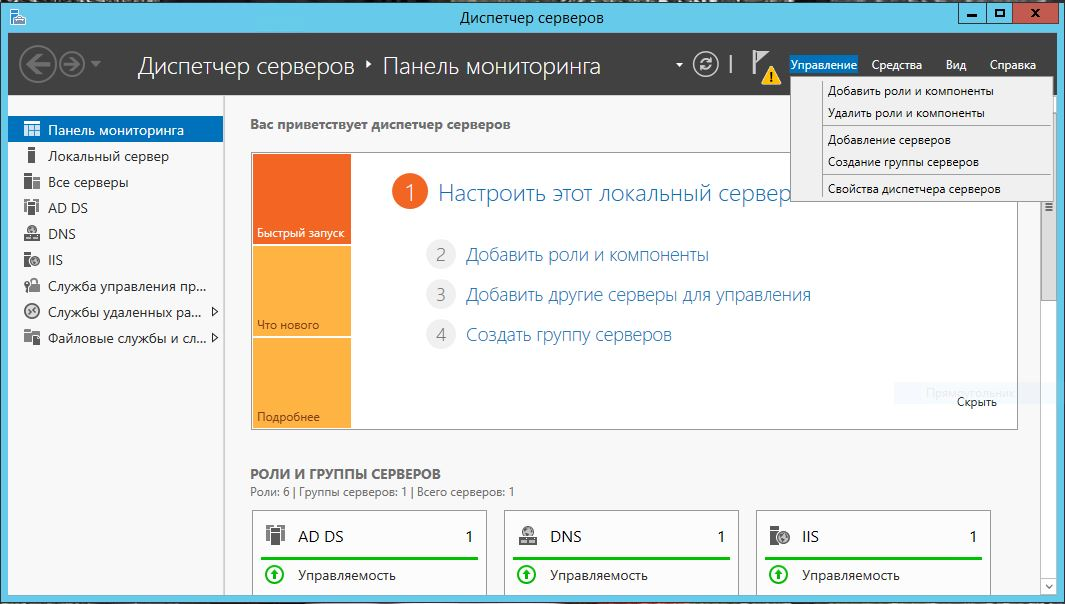 Диспетчер серверов
Диспетчер серверов ‣ Панель мониторинга
Управление Средства Вид Справка
Добавить роли и компоненты
Удалить роли и компоненты
Добавление серверов
Создание группы серверов
Свойства диспетчера серверов
Панель мониторинга
Локальный сервер
Все серверы
AD DS
DNS
IIS
Служба управления пр...
Службы удаленных ра...
Файловые службы и сл...
Вас приветствует диспетчер серверов
Быстрый запуск
Что нового
Подробнее
1 Настроить этот локальный сервер
2 Добавить роли и компоненты
3 Добавить другие серверы для управления
4 Создать группу серверов
Прямоугольник
Скрыть
РОЛИ И ГРУППЫ СЕРВЕРОВ
Роли: 6 | Группы серверов: 1 | Всего серверов: 1
AD DS 1
Управляемость
DNS 1
Управляемость
IIS 1
Управляемость